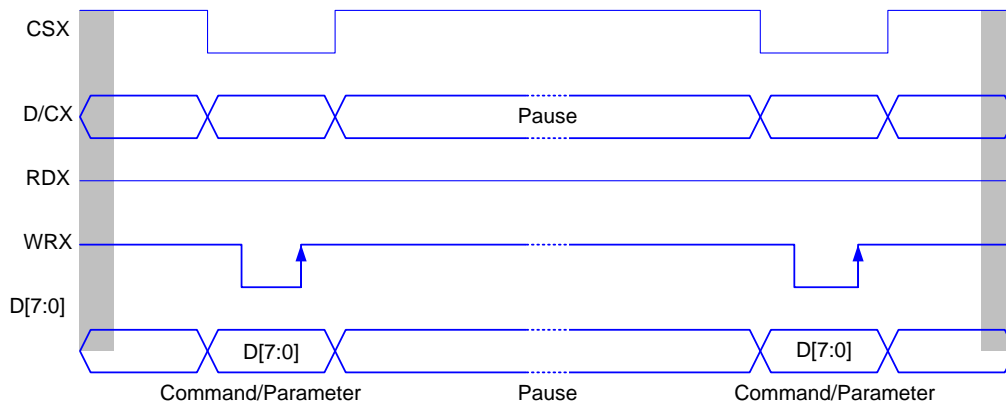 CSX
D/CX
Pause
RDX
WRX
D[7:0]
D[7:0]
D[7:0]
Command/Parameter
Pause
Command/Parameter